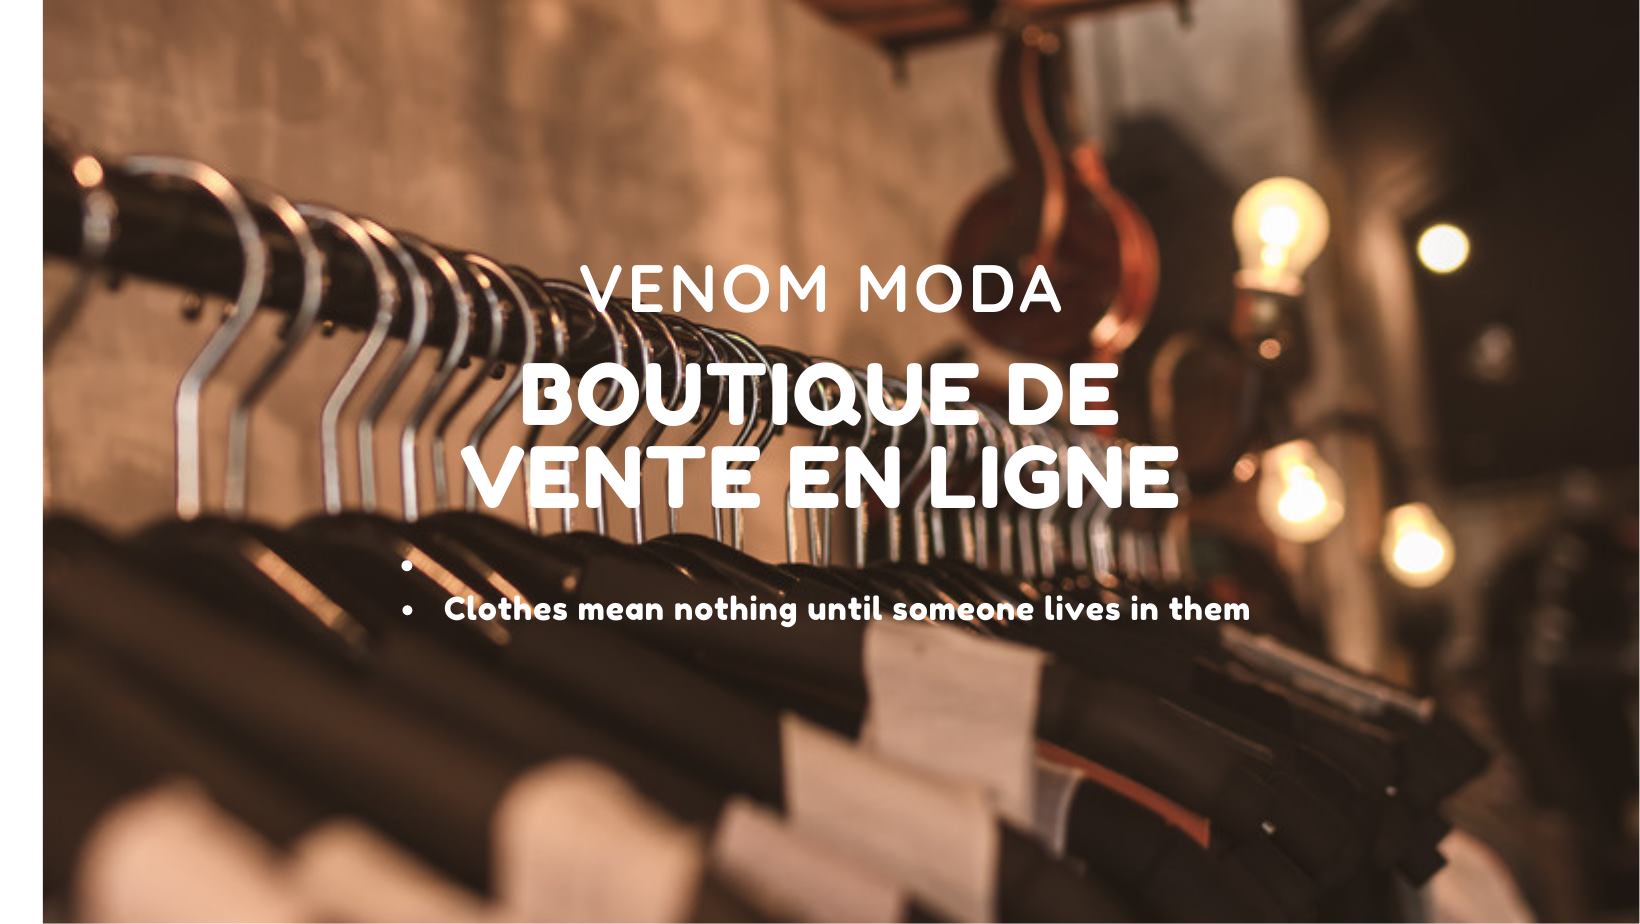 VENOM MODA
BOUTIQUE DE
VENTE EN LIGNE
•
• Clothes mean nothing until someone lives in them